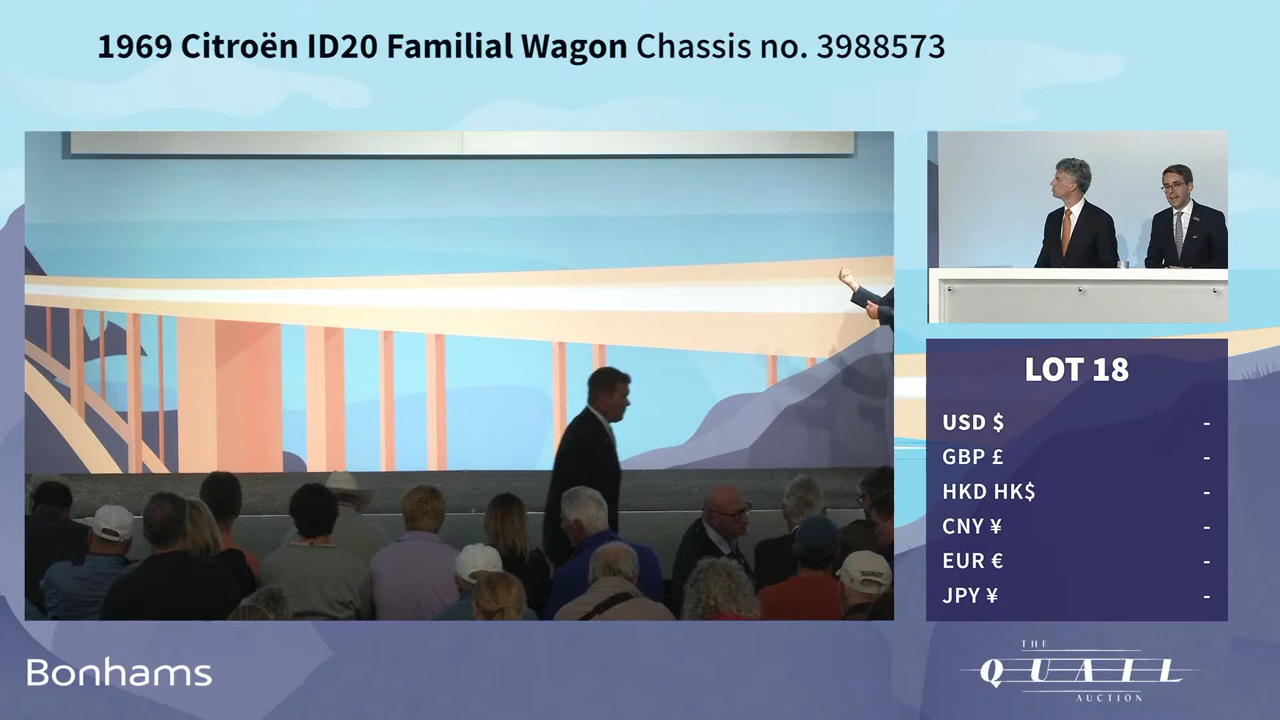 1969 Citroën ID20 Familial Wagon Chassis no. 3988573
LOT 18
USD $ -
GBP £ -
HKD HK$ -
CNY ¥ -
EUR € -
JPY ¥ -
Bonhams
THE
QUAIL
AUCTION